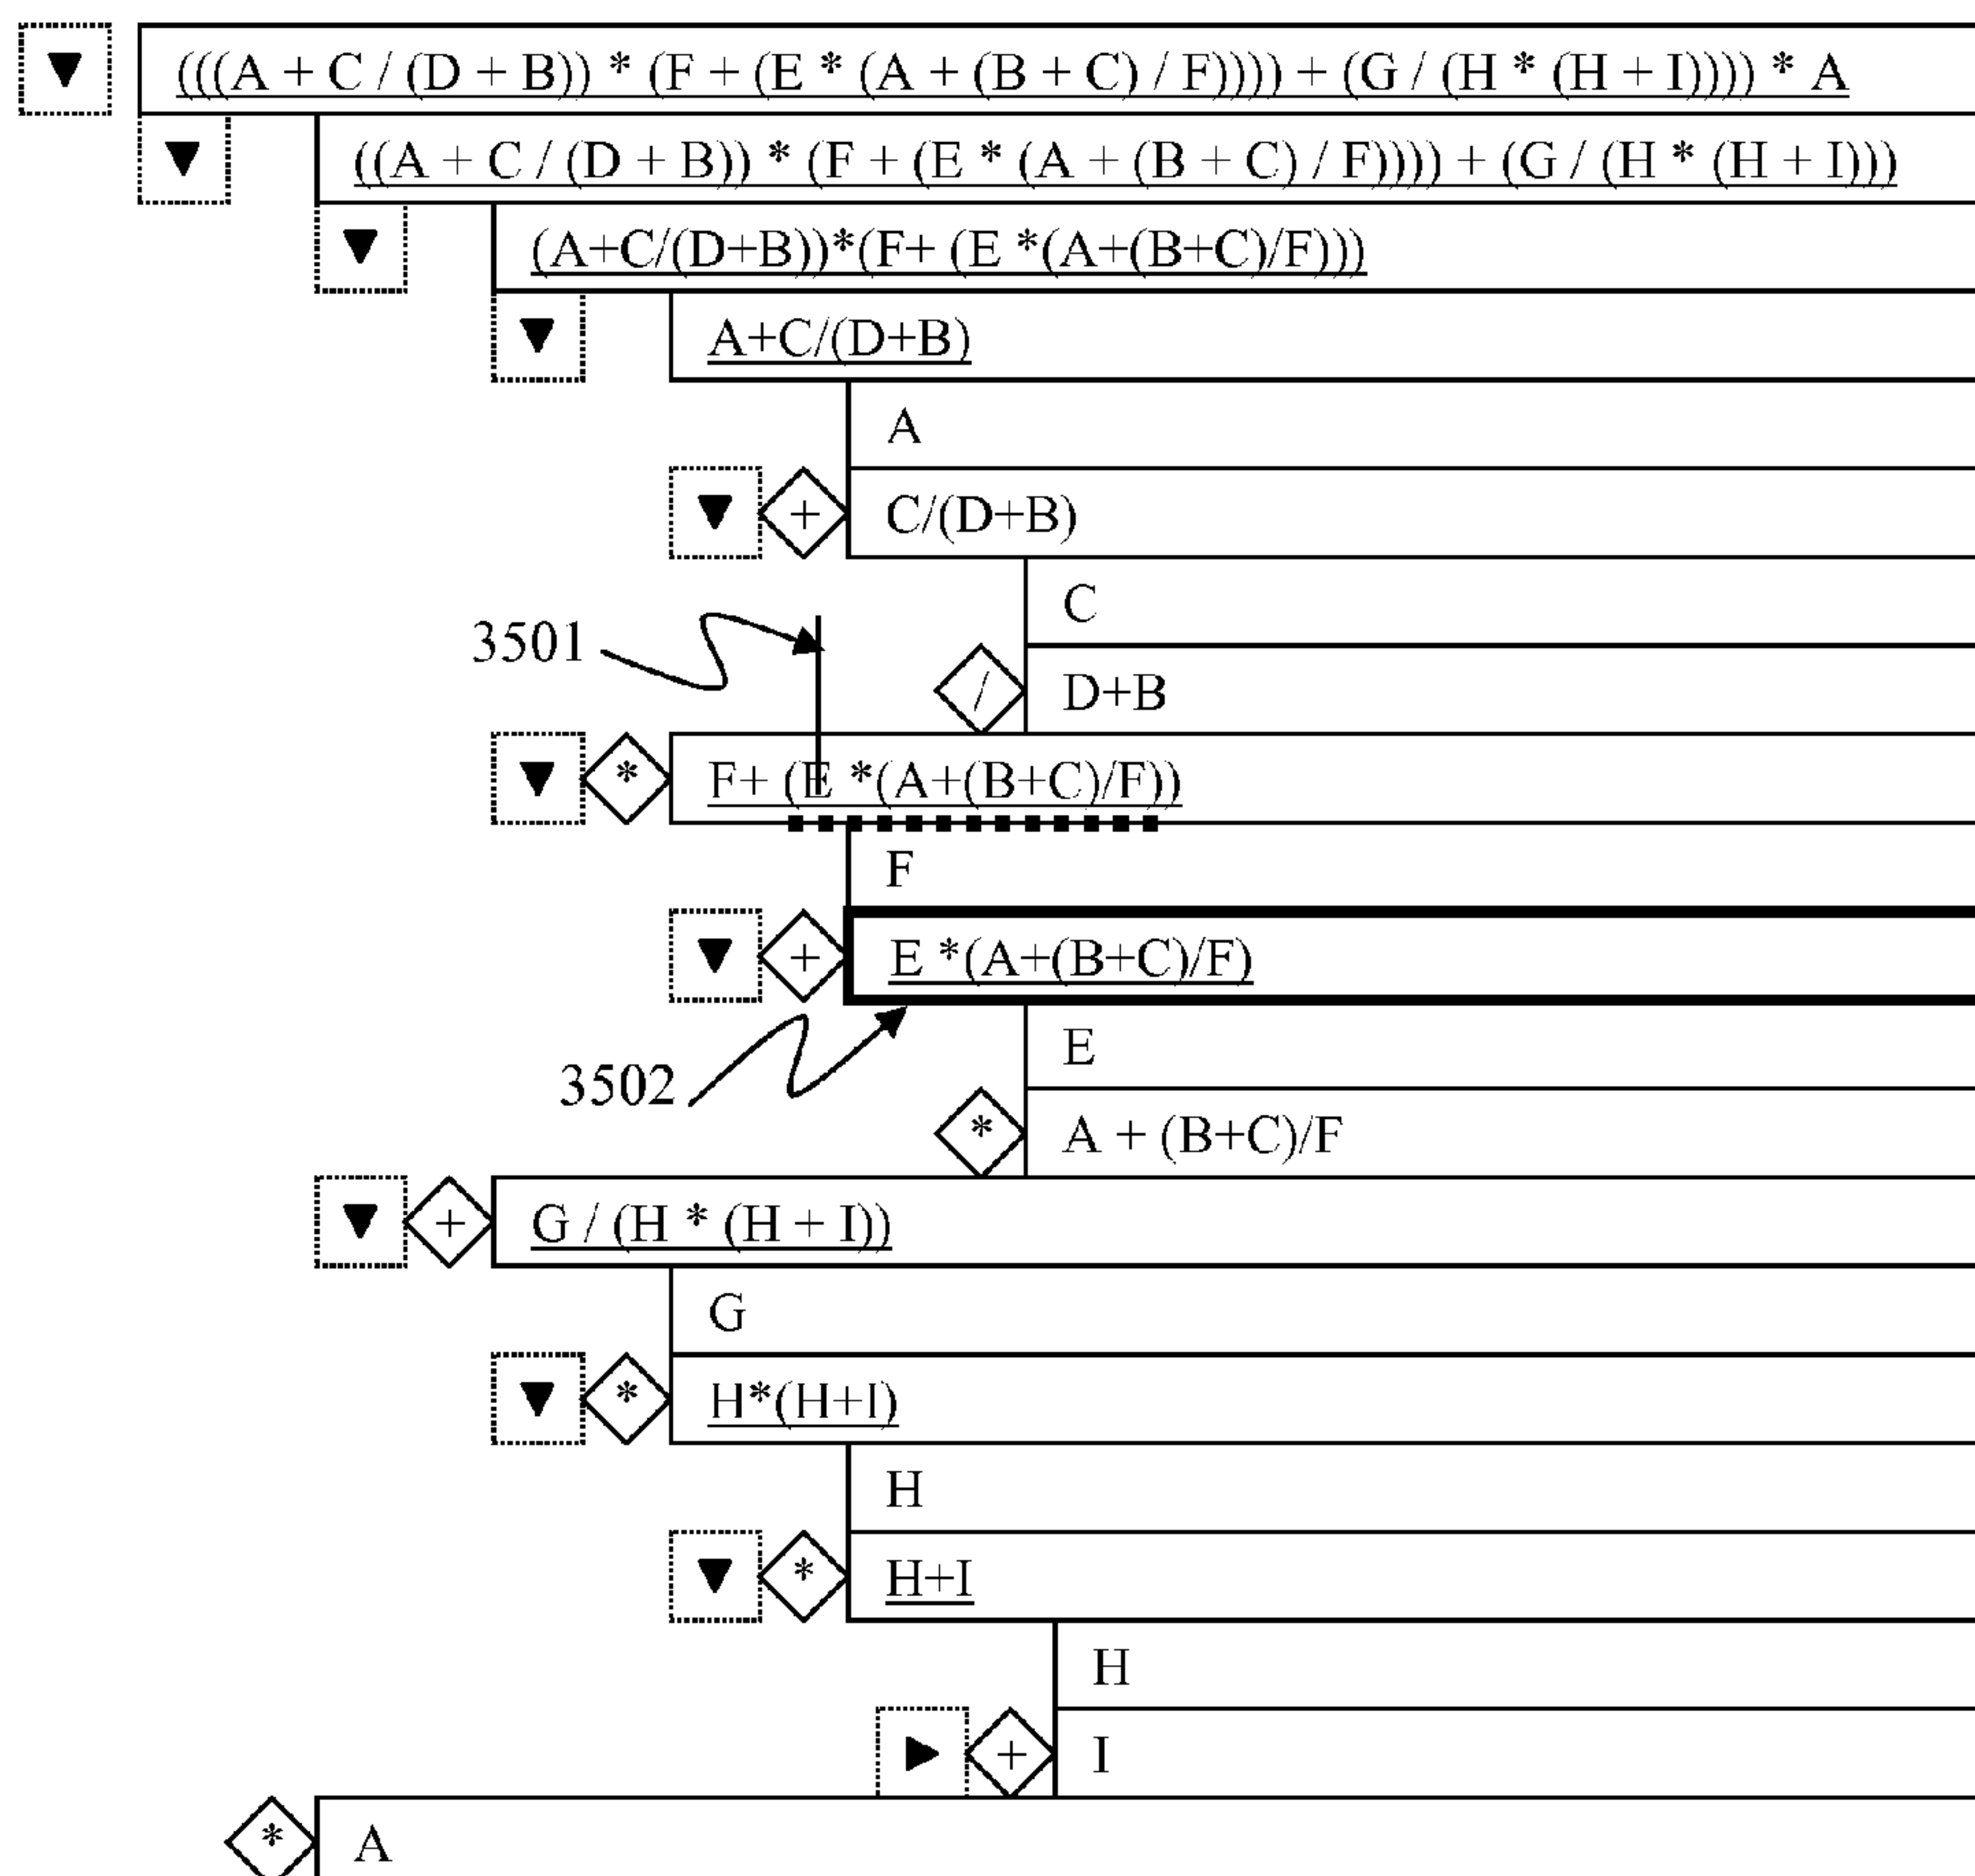 (((A + C / (D + B)) * (F + (E * (A + (B + C) / F)))) + (G / (H * (H + I)))) * A
((A + C / (D + B)) * (F + (E * (A + (B + C) / F)))) + (G / (H * (H + I)))
(A+C/(D+B))*(F+ (E *(A+(B+C)/F)))
A+C/(D+B)
A
+ C/(D+B)
C
3501
/ D+B
* F+ (E *(A+(B+C)/F))
F
+ E *(A+(B+C)/F)
E
3502
* A + (B+C)/F
+ G / (H * (H + I))
G
* H*(H+I)
H
* H+I
H
+ I
* A